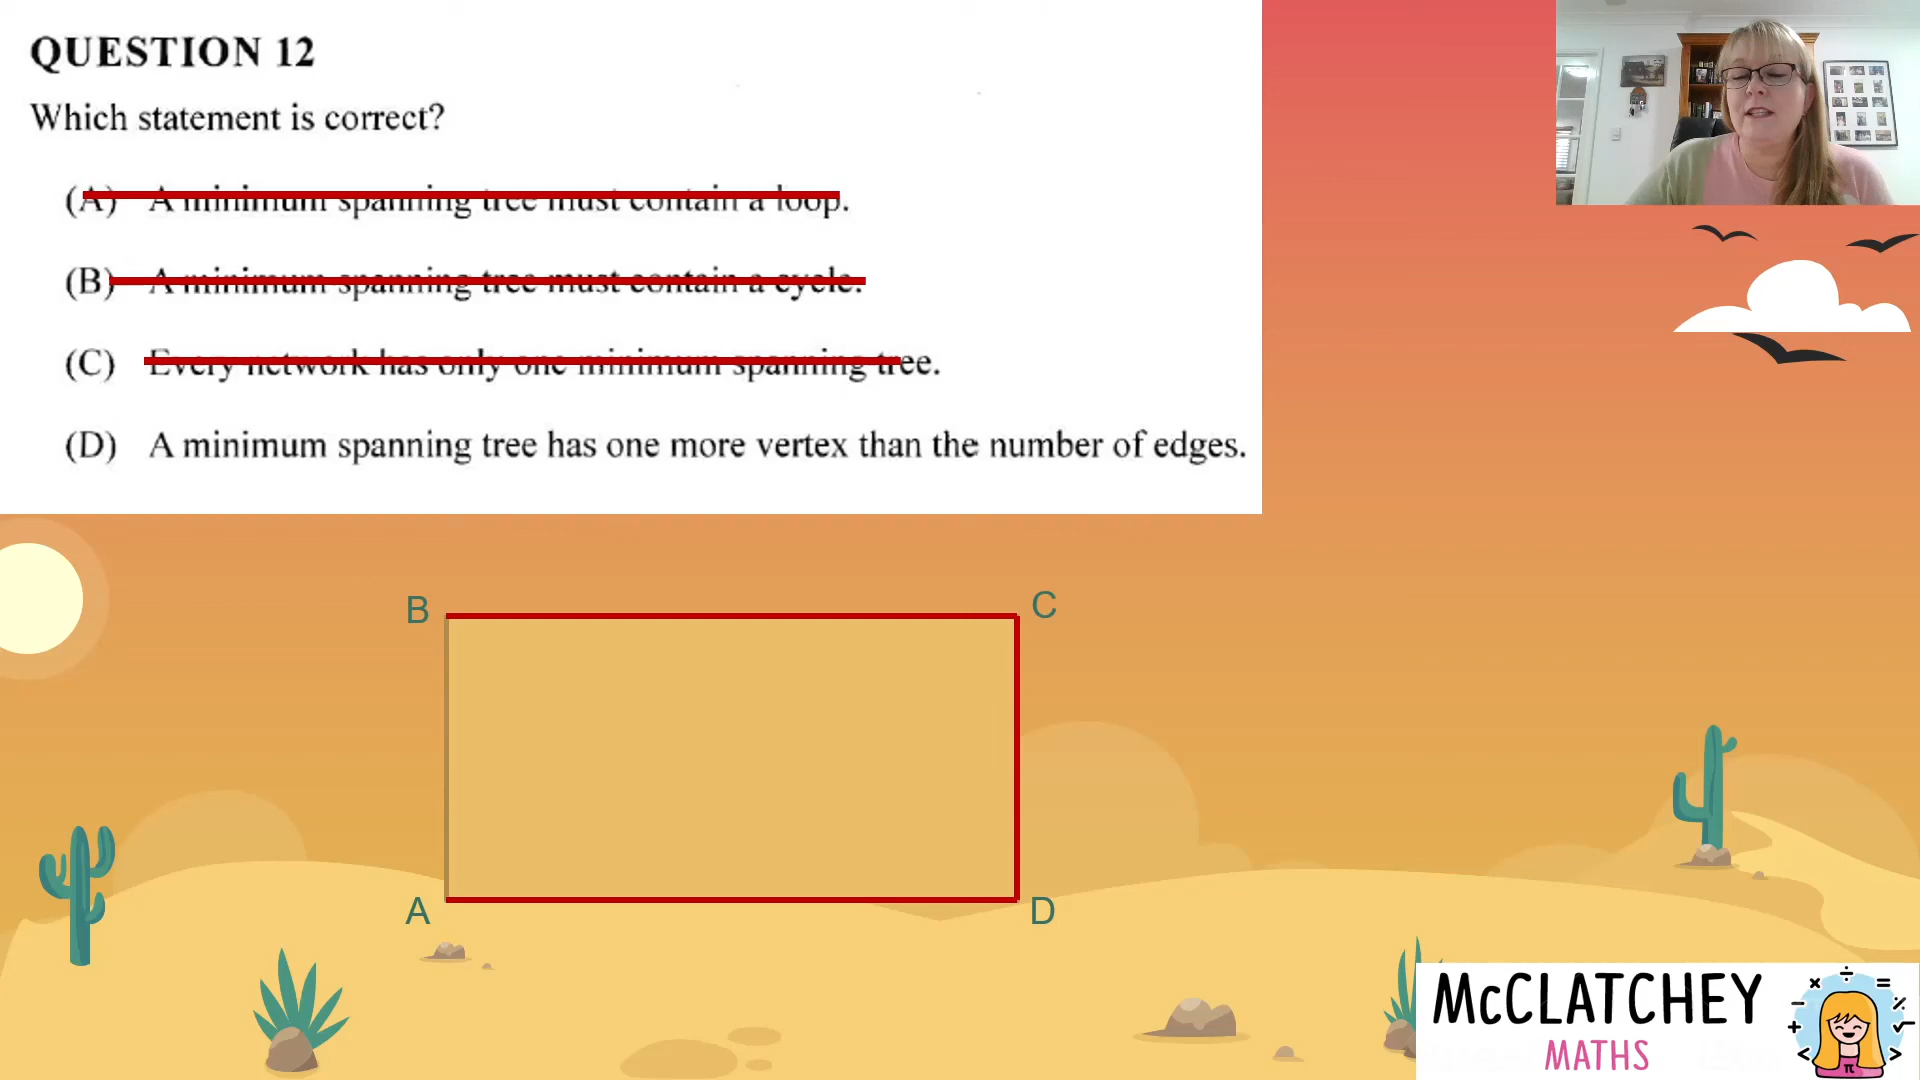 QUESTION 12
Which statement is correct?
(A) A minimum spanning tree must contain a loop.
(B) A minimum spanning tree must contain a cycle.
(C) Every network has only one minimum spanning tree.
(D) A minimum spanning tree has one more vertex than the number of edges.
B
C
A
D
McCLATCHEY
MATHS